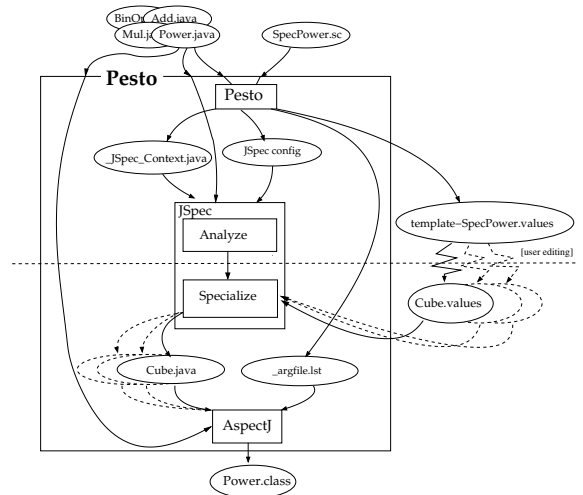 Add.java
Power.java
SpecPower.sc
Pesto
Pesto
_JSpec_Context.java
JSpec config
JSpec
Analyze
template-SpecPower.values
[user editing]
Specialize
Cube.values
Cube.java
_argfile.lst
AspectJ
Power.class